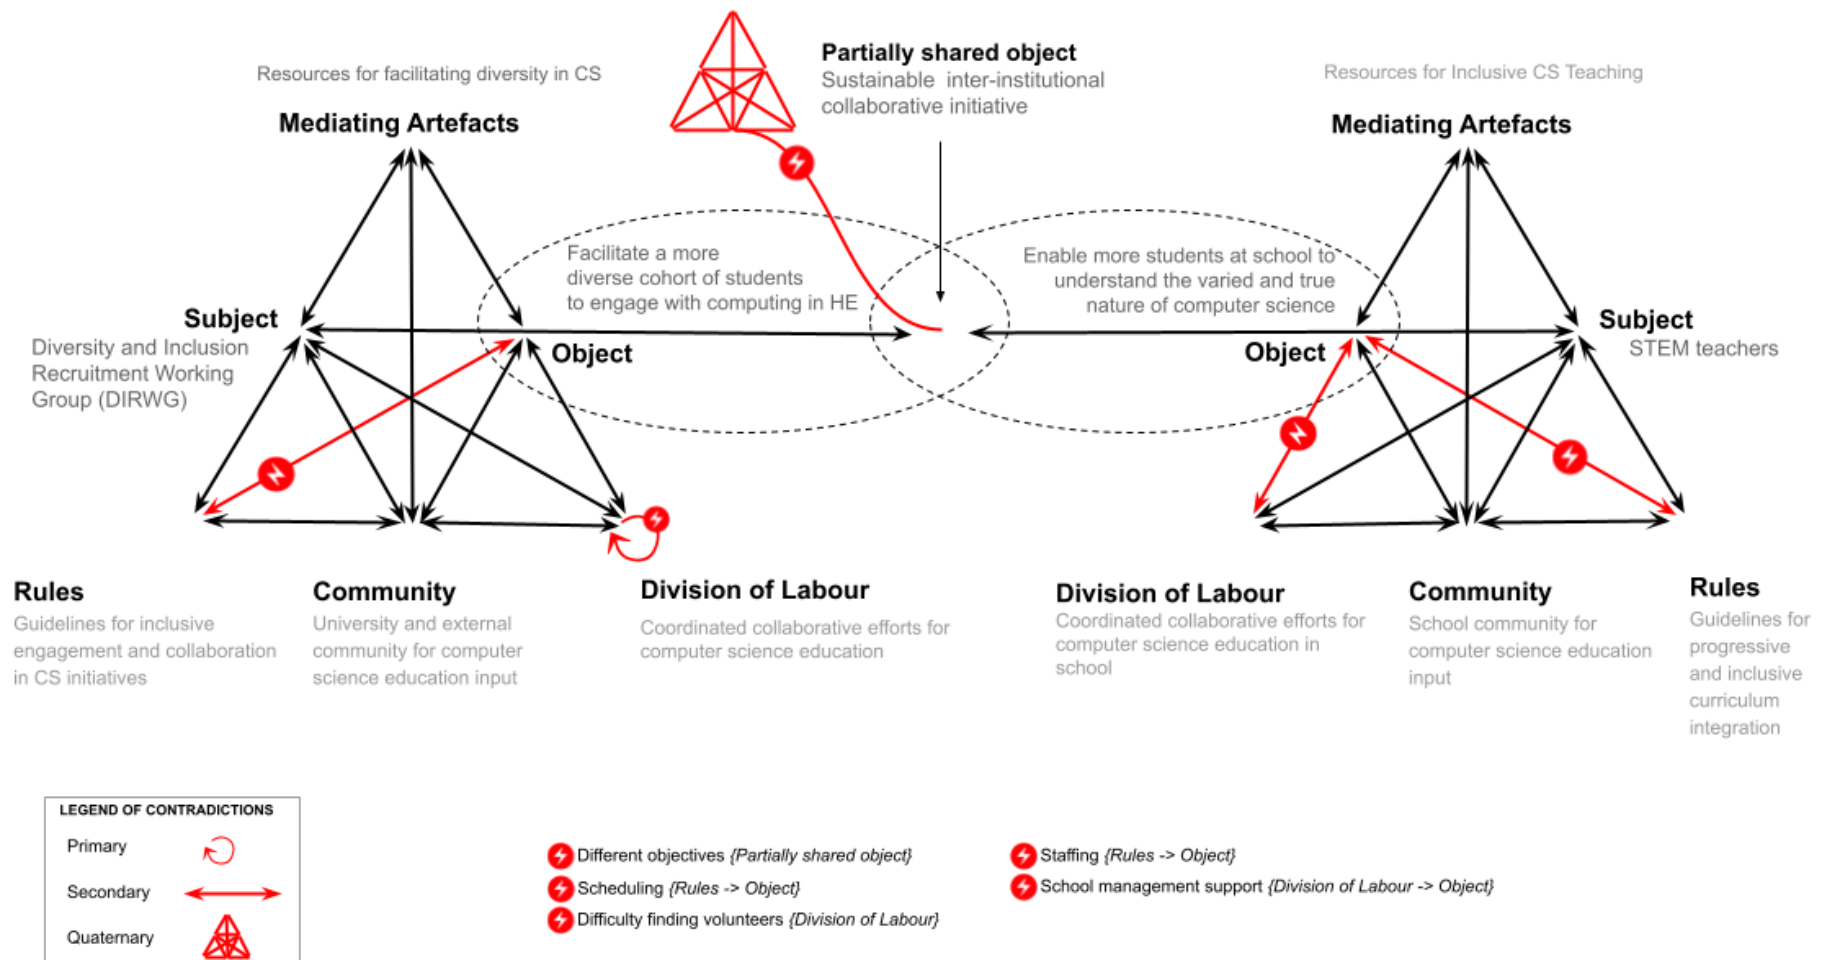 Resources for facilitating diversity in CS
Mediating Artefacts
Partially shared object
Sustainable inter-institutional
collaborative initiative
Resources for Inclusive CS Teaching
Mediating Artefacts
Facilitate a more
diverse cohort of students
to engage with computing in HE
Enable more students at school to
understand the varied and true
nature of computer science
Subject
Diversity and Inclusion
Recruitment Working
Group (DIRWG)
Object
Object
Subject
STEM teachers
Rules
Guidelines for inclusive
engagement and collaboration
in CS initiatives
Community
University and external
community for computer
science education input
Division of Labour
Coordinated collaborative efforts for
computer science education
Division of Labour
Coordinated collaborative efforts for
computer science education in
school
Community
School community for
computer science education
input
Rules
Guidelines for
progressive
and inclusive
curriculum
integration
LEGEND OF CONTRADICTIONS
Primary
Secondary
Quaternary
Different objectives {Partially shared object}
Scheduling {Rules -> Object}
Difficulty finding volunteers {Division of Labour}
Staffing {Rules -> Object}
School management support {Division of Labour -> Object}